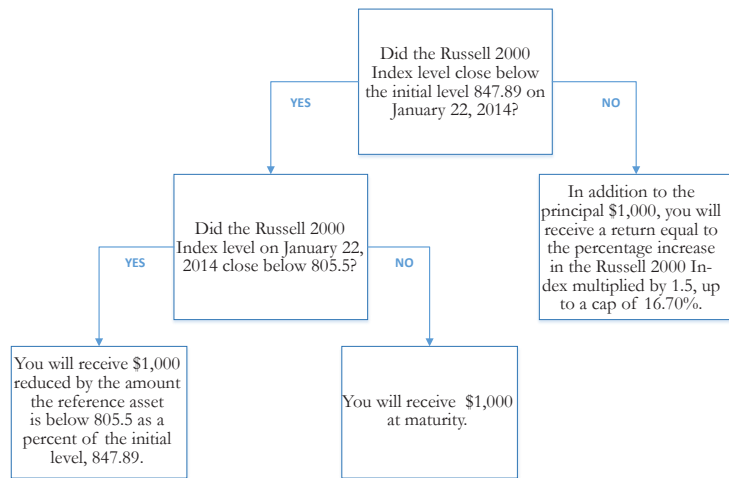 Did the Russell 2000
Index level close below
the initial level 847.89 on
January 22, 2014?
YES
NO
Did the Russell 2000
Index level on January 22,
2014 close below 805.5?
In addition to the
principal $1,000, you will
receive a return equal to
the percentage increase
in the Russell 2000 In-
dex multiplied by 1.5, up
to a cap of 16.70%.
YES
NO
You will receive $1,000
reduced by the amount
the reference asset
is below 805.5 as a
percent of the initial
level, 847.89.
You will receive $1,000
at maturity.